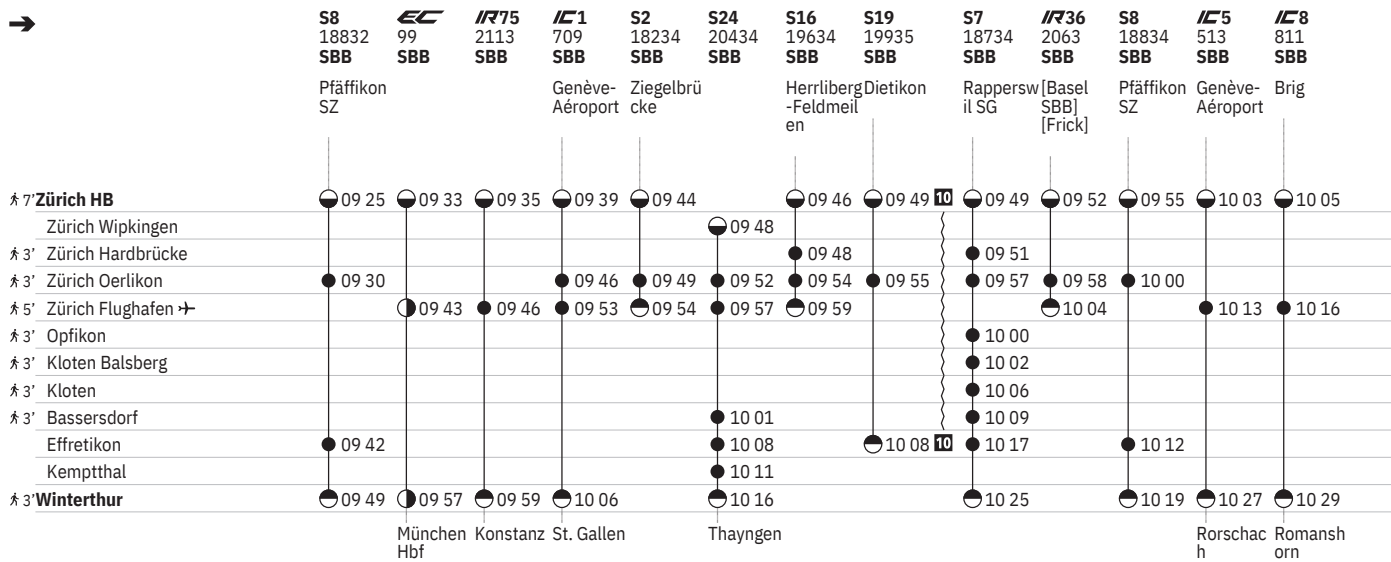 S8 EC IR75 IC1 S2 S24 S16 S19 S7 IR36 S8 IC5 IC8
18832 99 2113 709 18234 20434 19634 19935 18734 2063 18834 513 811
SBB SBB SBB SBB SBB SBB SBB SBB SBB SBB SBB SBB SBB
Pfäffikon Genève- Ziegelbrü Herrliberg Dietikon Rappersw [Basel Pfäffikon Genève- Brig
SZ Aéroport cke -Feldmeil il SG SBB] SZ Aéroport
en [Frick]
7' Zürich HB 09 25 09 33 09 35 09 39 09 44 09 46 09 49 10 09 49 09 52 09 55 10 03 10 05
Zürich Wipkingen 09 48
3' Zürich Hardbrücke 09 48 09 51
3' Zürich Oerlikon 09 30 09 46 09 49 09 52 09 54 09 55 09 57 09 58 10 00
5' Zürich Flughafen 09 43 09 46 09 53 09 54 09 57 09 59 10 04 10 13 10 16
3' Opfikon 10 00
3' Kloten Balsberg 10 02
3' Kloten 10 06
3' Bassersdorf 10 01 10 09
Effretikon 09 42 10 08 10 08 10 10 17 10 12
Kemptthal 10 11
3' Winterthur 09 49 09 57 09 59 10 06 10 16 10 25 10 19 10 27 10 29
München Konstanz St. Gallen Thayngen Rorschac Romansh
Hbf h orn